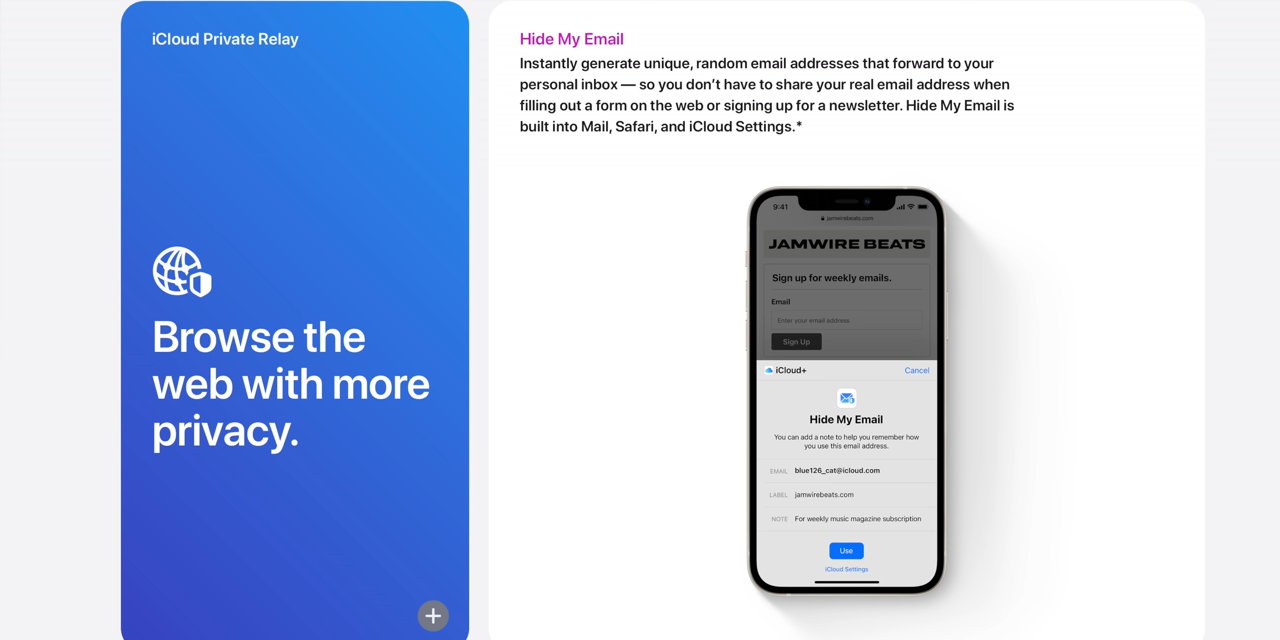 iCloud Private Relay
Browse the
web with more
privacy.
Hide My Email
Instantly generate unique, random email addresses that forward to your
personal inbox — so you don’t have to share your real email address when
filling out a form on the web or signing up for a newsletter. Hide My Email is
built into Mail, Safari, and iCloud Settings.*
9:41
jamwirebeats.com
JAMWIRE BEATS
Sign up for weekly emails.
Email
Enter your email address
Sign Up
iCloud+ Cancel
Hide My Email
You can add a note to help you remember how
you use this email address.
EMAIL blue126_cat@icloud.com
LABEL jamwirebeats.com
NOTE For weekly music magazine subscription
Use
iCloud Settings